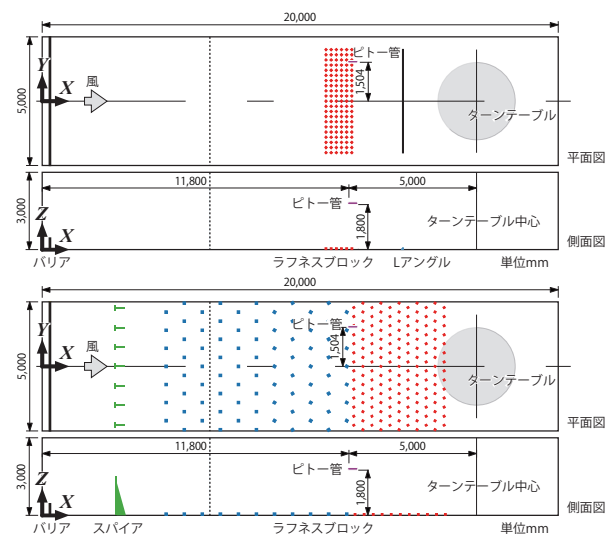 20,000
Y
X
風
5,000
ピトー管
1,504
ターンテーブル
平面図
11,800
5,000
3,000
Z
X
ピトー管
1,800
ターンテーブル中心
側面図
バリア
ラフネスブロック
Lアングル
単位mm
20,000
Y
X
風
5,000
ピトー管
1,504
ターンテーブル
平面図
11,800
5,000
3,000
Z
X
ピトー管
1,800
ターンテーブル中心
側面図
バリア
スパイア
ラフネスブロック
単位mm